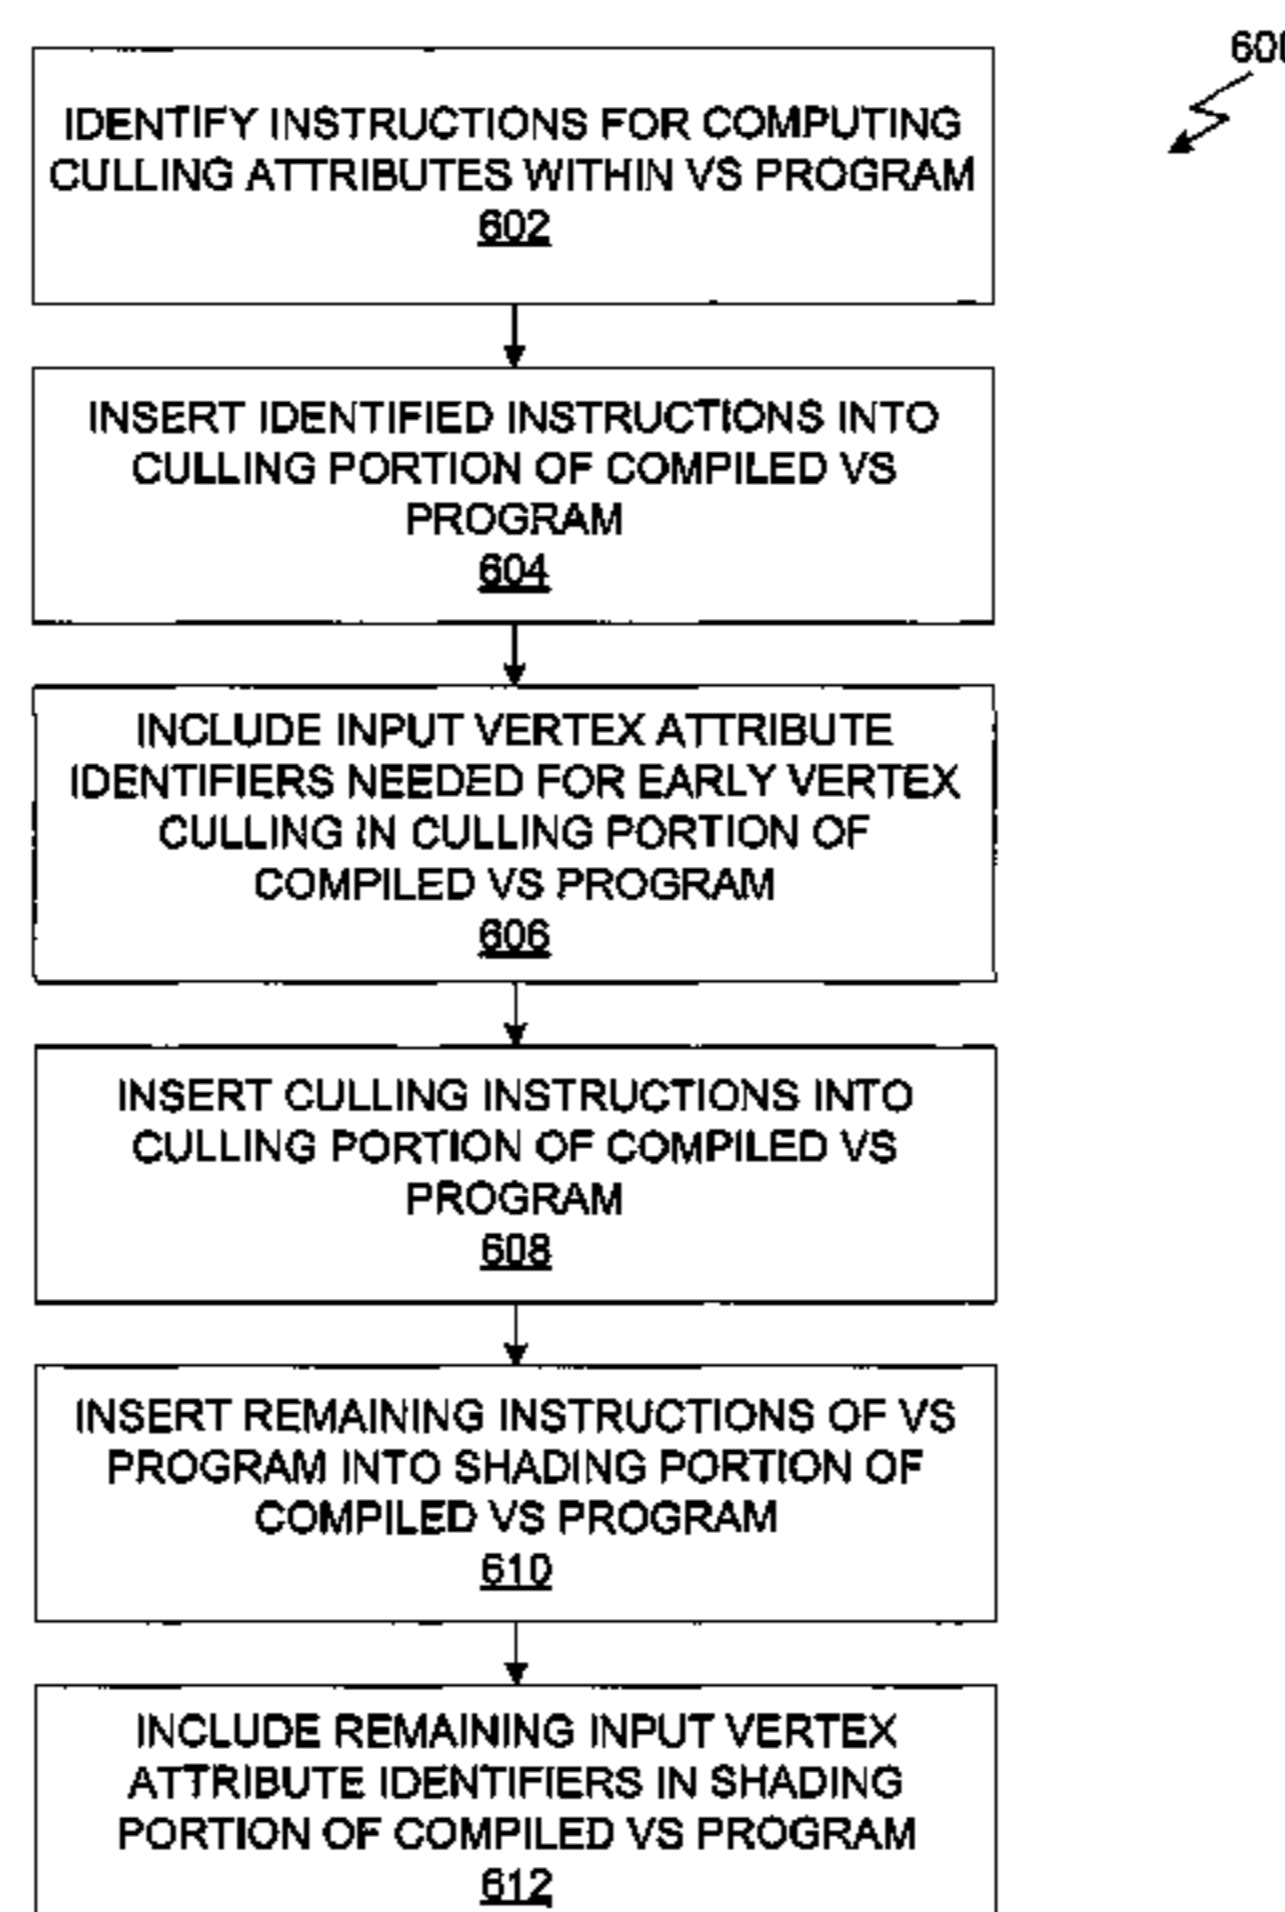 IDENTIFY INSTRUCTIONS FOR COMPUTING
CULLING ATTRIBUTES WITHIN VS PROGRAM
602
INSERT IDENTIFIED INSTRUCTIONS INTO
CULLING PORTION OF COMPILED VS
PROGRAM
604
INCLUDE INPUT VERTEX ATTRIBUTE
IDENTIFIERS NEEDED FOR EARLY VERTEX
CULLING IN CULLING PORTION OF
COMPILED VS PROGRAM
606
INSERT CULLING INSTRUCTIONS INTO
CULLING PORTION OF COMPILED VS
PROGRAM
608
INSERT REMAINING INSTRUCTIONS OF VS
PROGRAM INTO SHADING PORTION OF
COMPILED VS PROGRAM
610
INCLUDE REMAINING INPUT VERTEX
ATTRIBUTE IDENTIFIERS IN SHADING
PORTION OF COMPILED VS PROGRAM
612